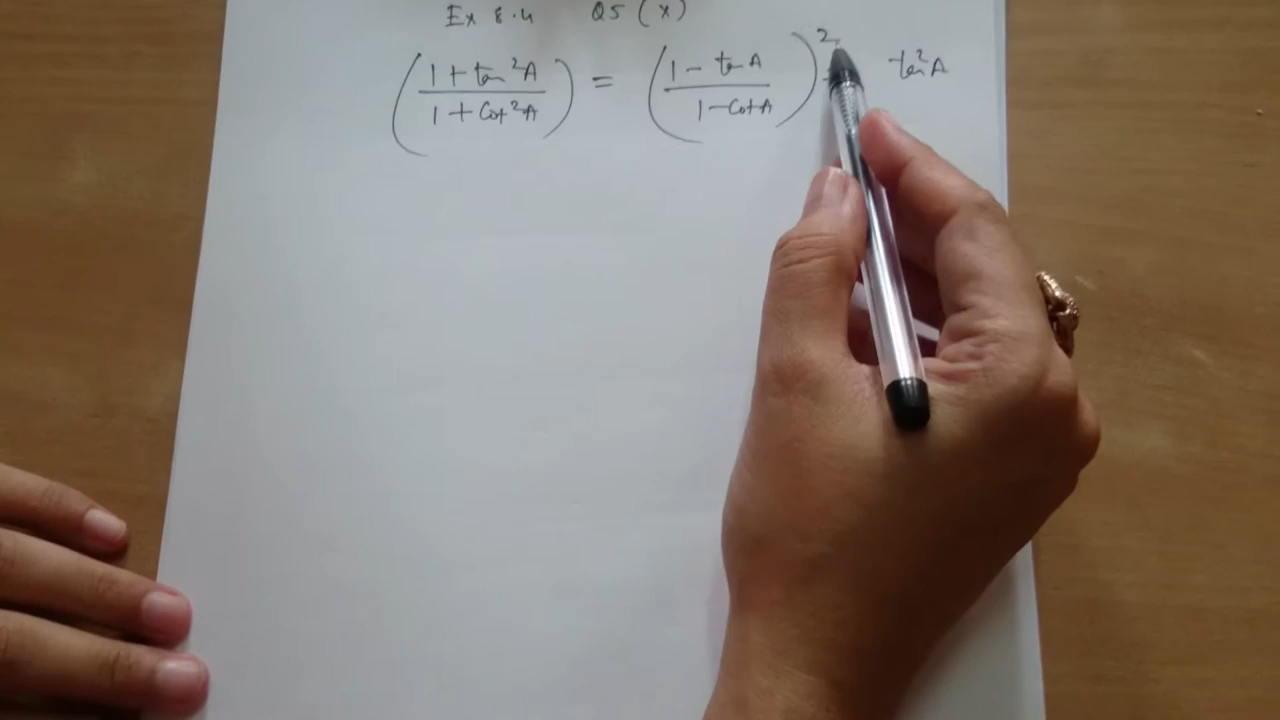 Ex 8.4 Q5 (x)
(1 + tan²A / 1 + Cot²A) = (1 - tan A / 1 - Cot A)² = tan²A